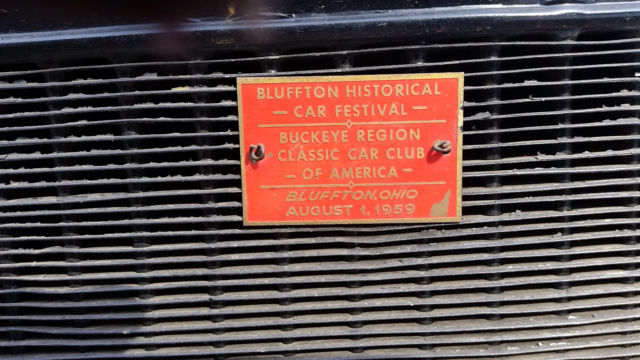 BLUFFTON HISTORICAL
- CAR FESTIVAL -
BUCKEYE REGION
CLASSIC CAR CLUB
- OF AMERICA -
BLUFFTON, OHIO
AUGUST 1, 1959